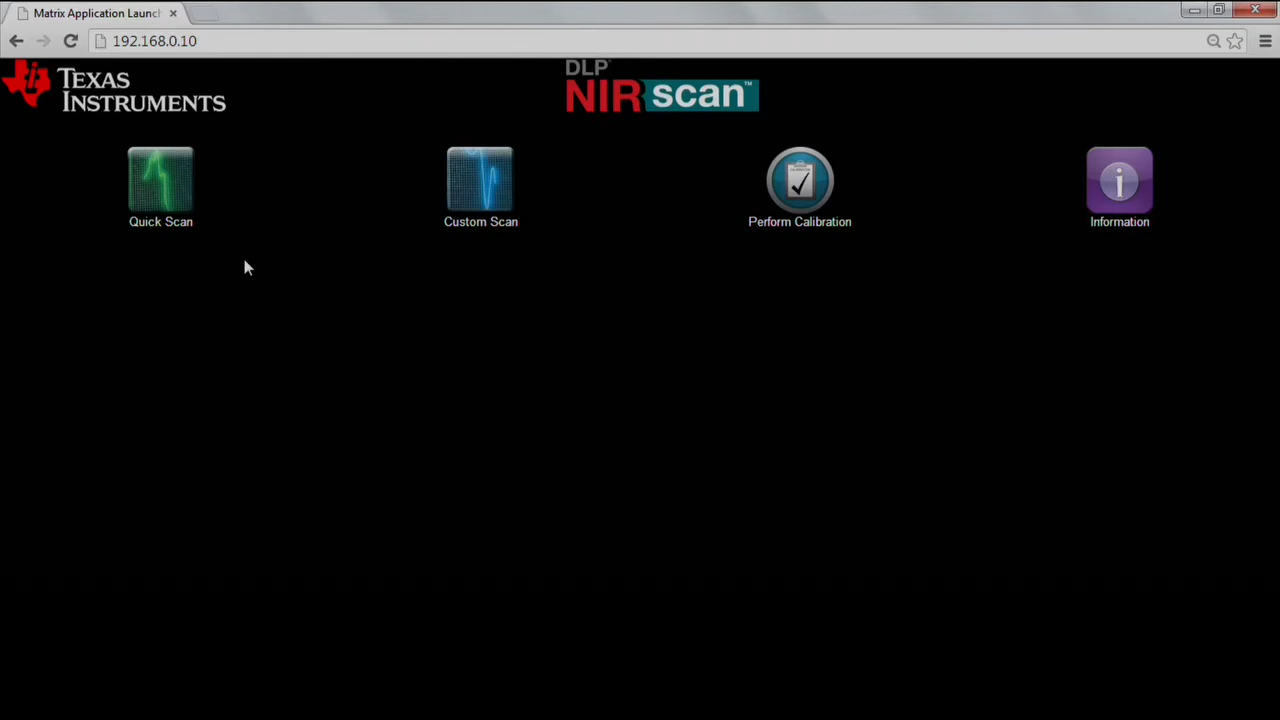 Matrix Application Launch
192.168.0.10
TEXAS
INSTRUMENTS
DLP®
NIRscan™
Quick Scan
Custom Scan
Perform Calibration
Information